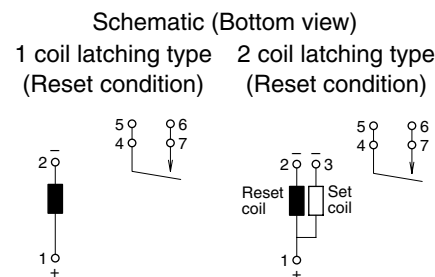 Schematic (Bottom view)
1 coil latching type
(Reset condition)
2 coil latching type
(Reset condition)
5 6
4 7
−
2
1
+
5 6
4 7
− −
2 3
Reset coil
Set coil
1
+